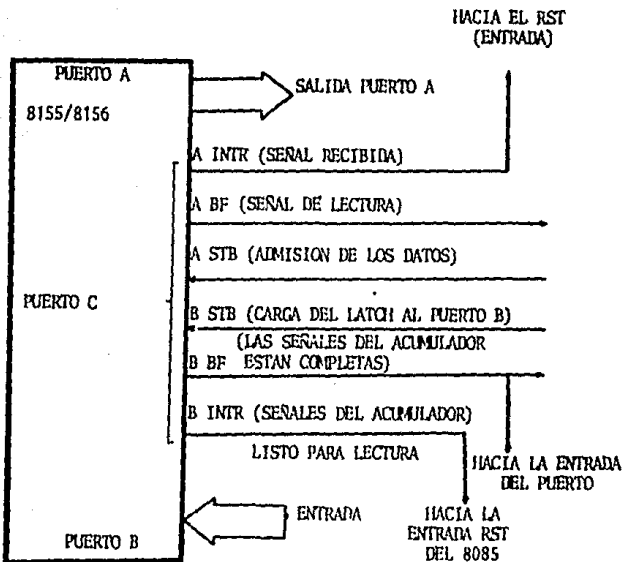 HACIA EL RST
(ENTRADA)
PUERTO A
8155/8156
SALIDA PUERTO A
A INTR (SEÑAL RECIBIDA)
A BF (SEÑAL DE LECTURA)
A STB (ADMISION DE LOS DATOS)
PUERTO C
B STB (CARGA DEL LATCH AL PUERTO B)
(LAS SEÑALES DEL ACUMULADOR
B BF ESTAN COMPLETAS)
B INTR (SEÑALES DEL ACUMULADOR)
LISTO PARA LECTURA
HACIA LA ENTRADA
DEL PUERTO
ENTRADA
HACIA LA
ENTRADA RST
DEL 8085
PUERTO B